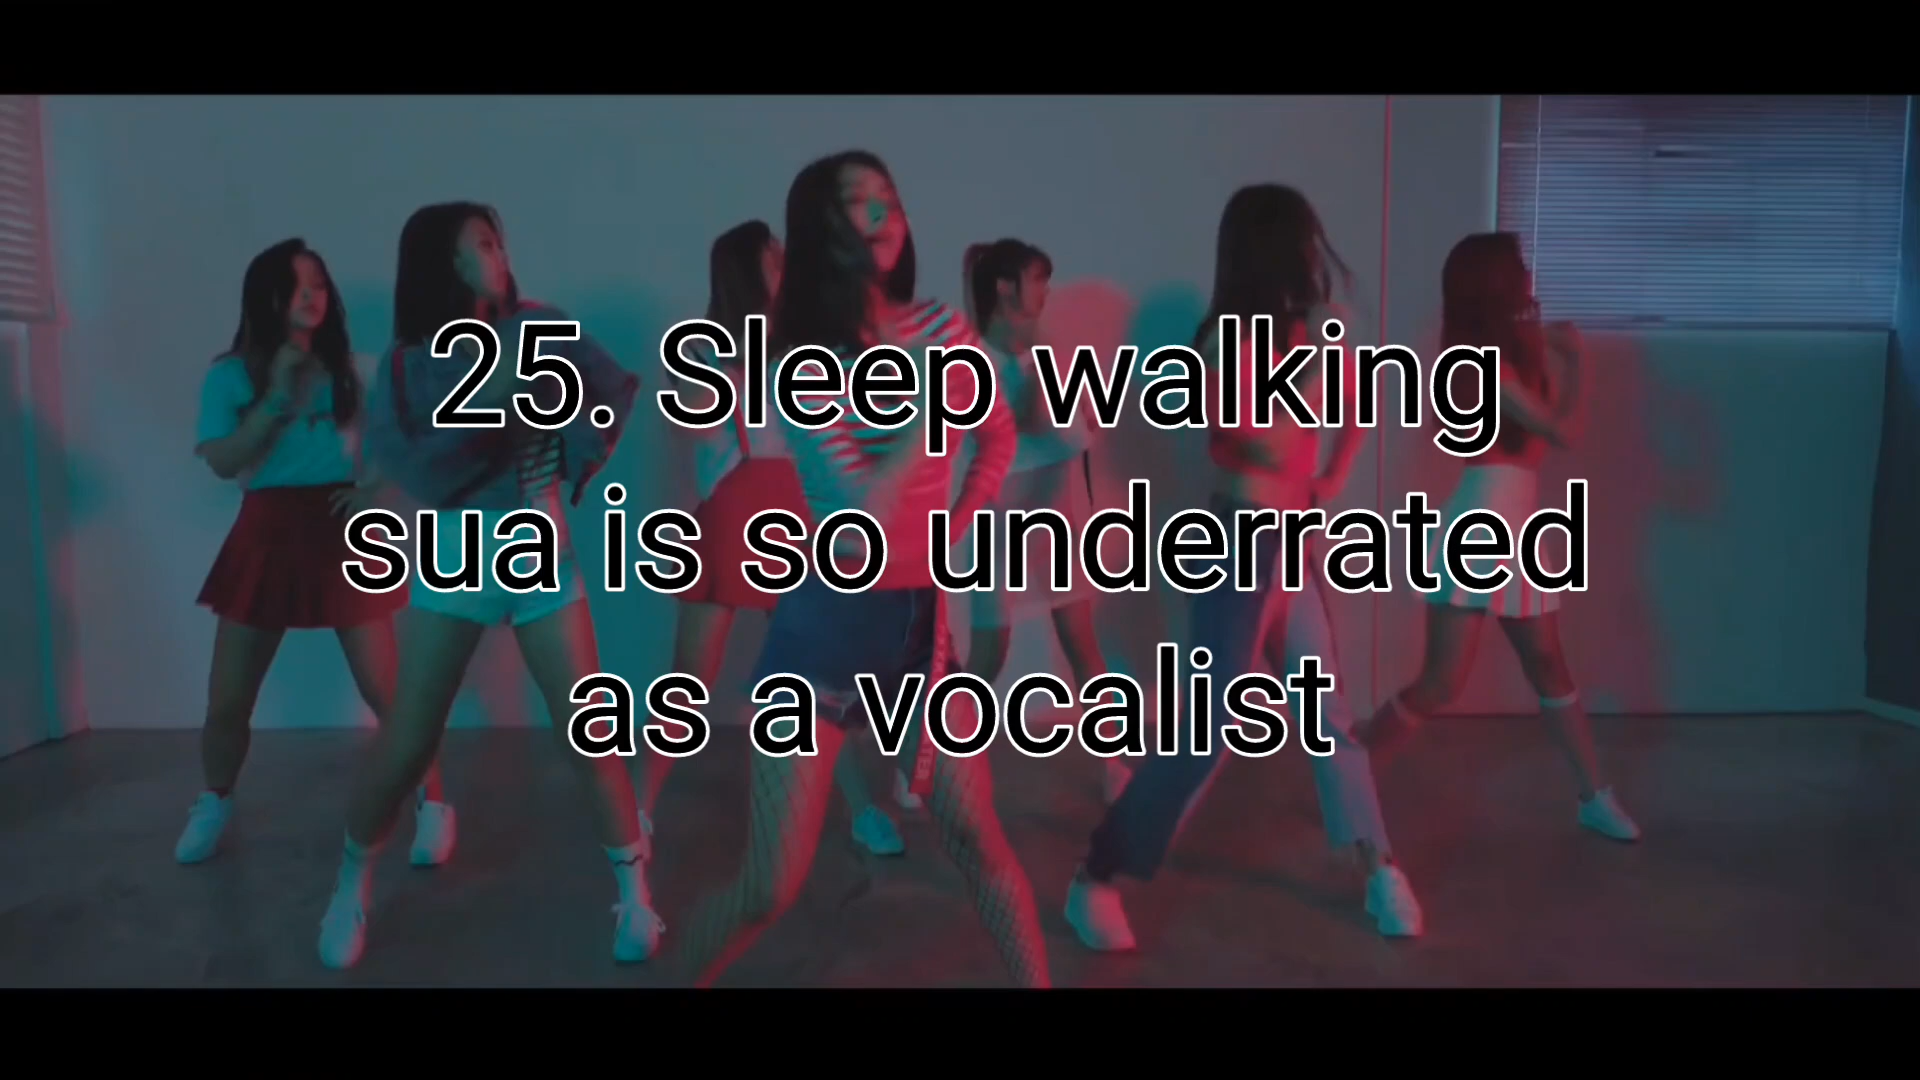 25. Sleep walking
sua is so underrated
as a vocalist